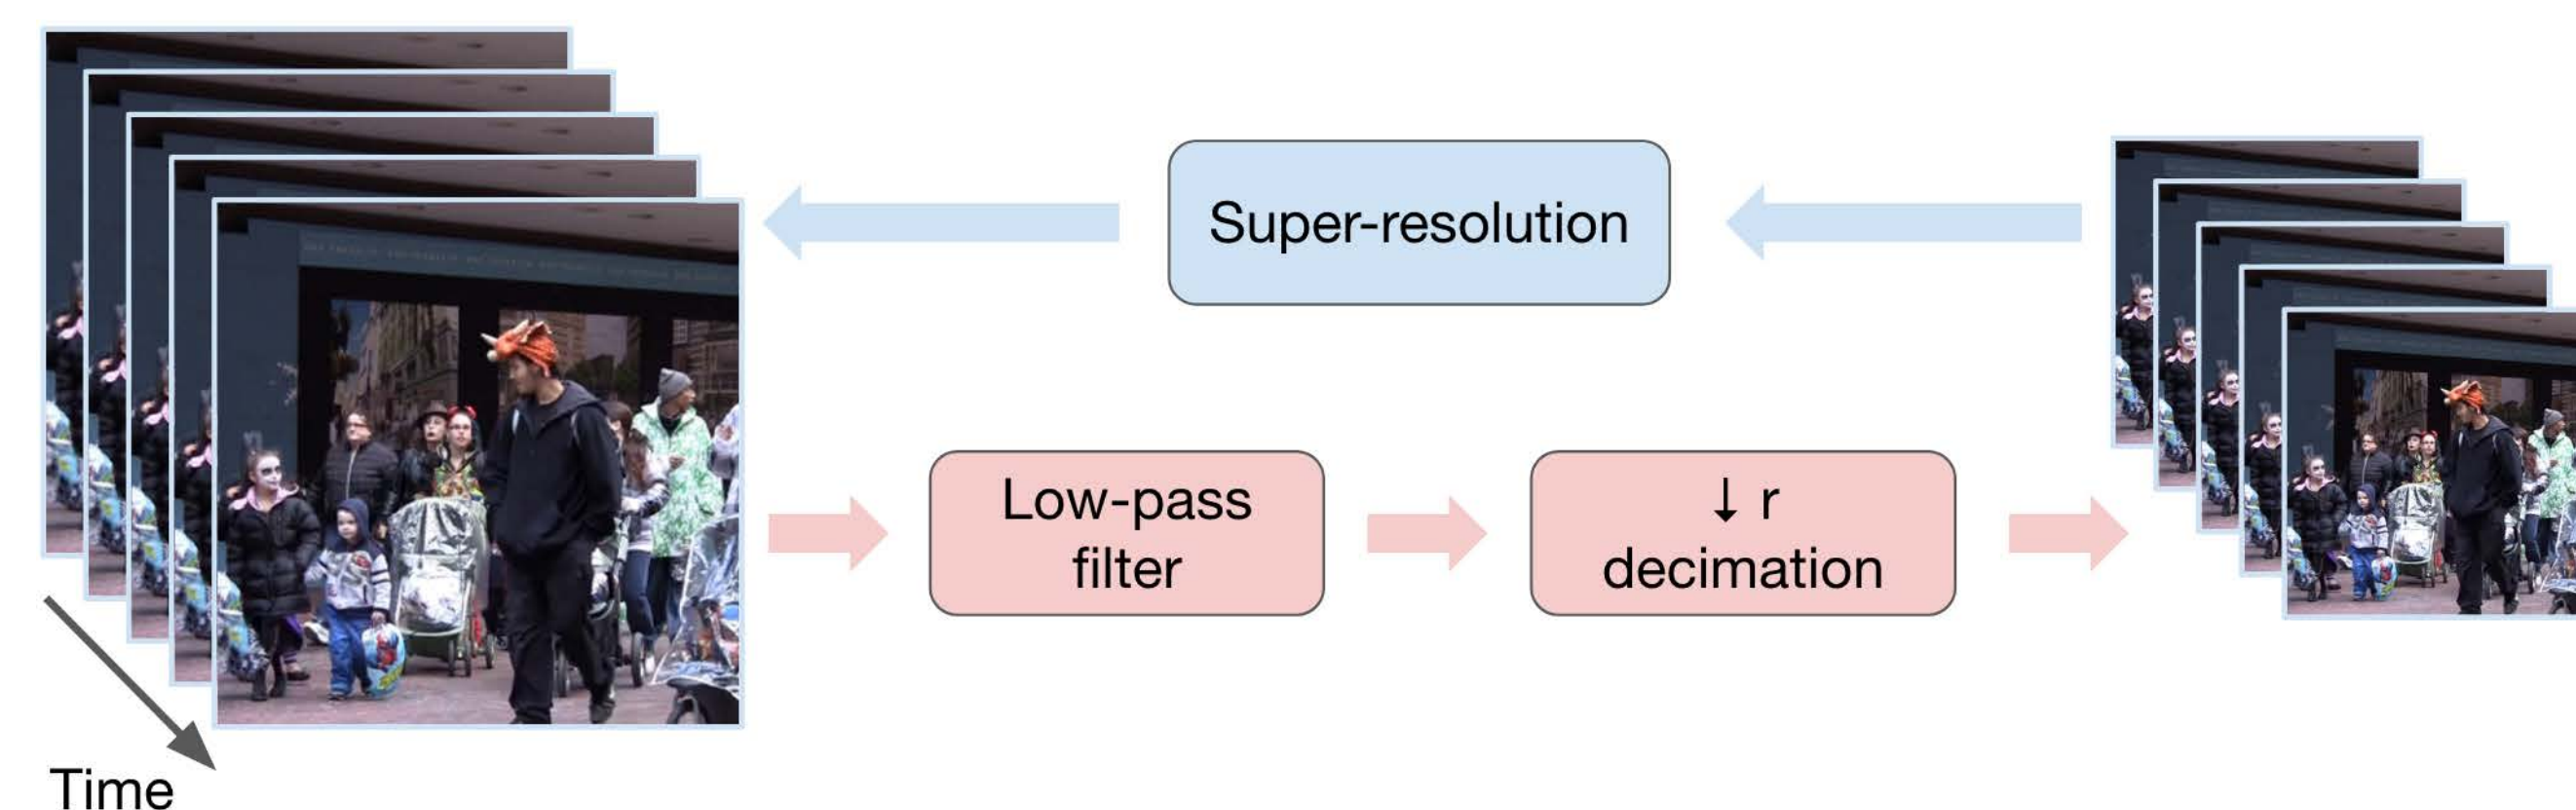 Super-resolution
Low-pass
filter
↓ r
decimation
Time